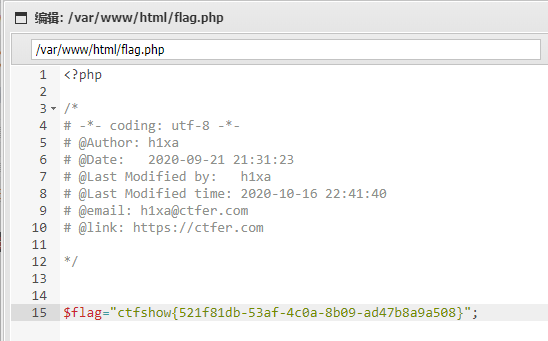 编辑: /var/www/html/flag.php
/var/www/html/flag.php
1 <?php
2
3 /*
4 # -*- coding: utf-8 -*-
5 # @Author: h1xa
6 # @Date:   2020-09-21 21:31:23
7 # @Last Modified by:   h1xa
8 # @Last Modified time: 2020-10-16 22:41:40
9 # @email: h1xa@ctfer.com
10 # @link: https://ctfer.com
11
12 */
13
14
15 $flag="ctfshow{521f81db-53af-4c0a-8b09-ad47b8a9a508}";